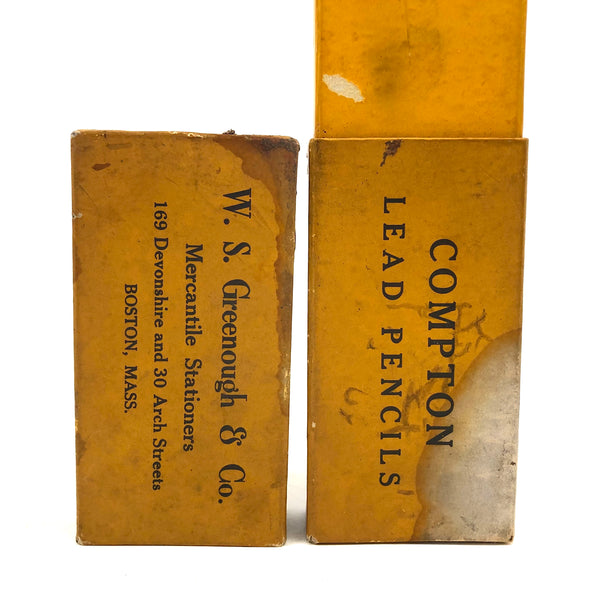 W. S. Greenough & Co.
Mercantile Stationers
169 Devonshire and 30 Arch Streets
BOSTON, MASS.
COMPTON
LEAD PENCILS